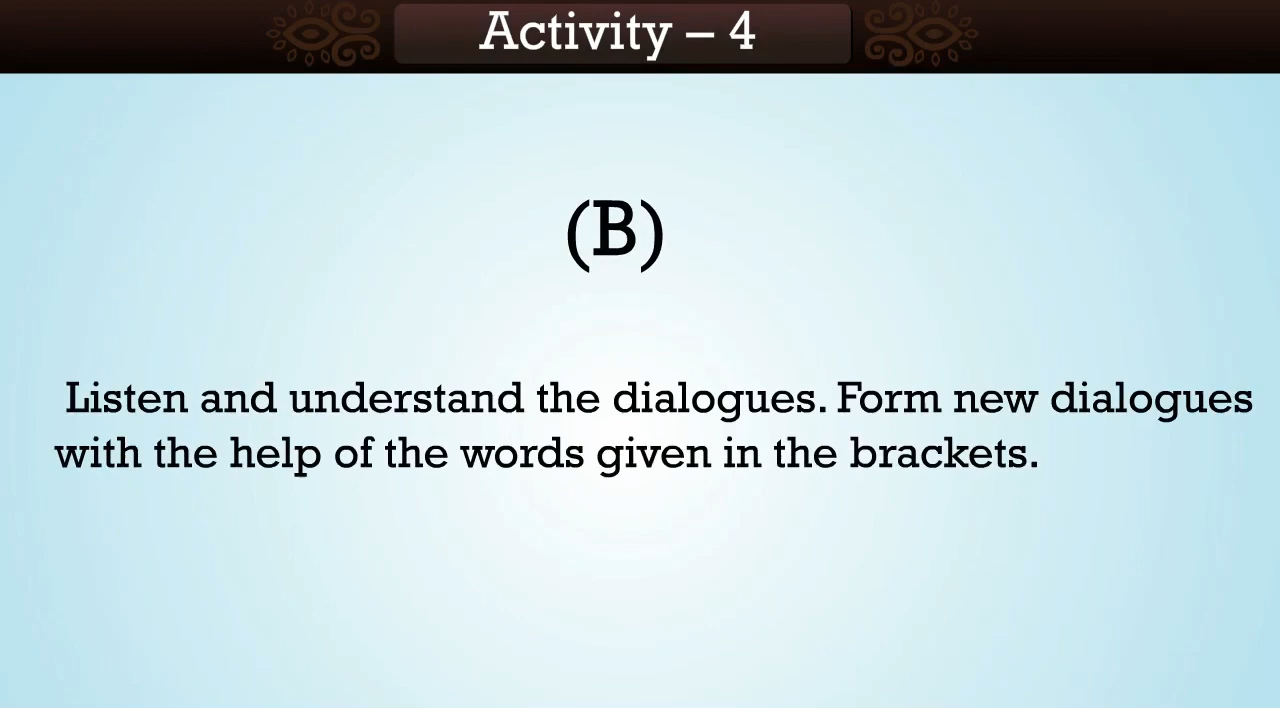 Activity – 4
(B)
Listen and understand the dialogues. Form new dialogues
with the help of the words given in the brackets.